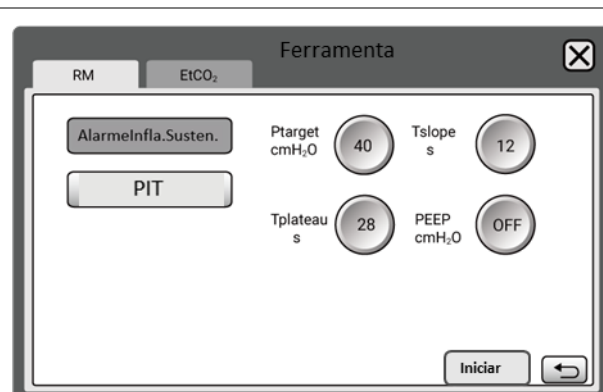 Ferramenta
RM
EtCO₂
AlarmeInfla.Susten.
PIT
Ptarget
cmH₂O
40
Tslope
s
12
Tplateau
s
28
PEEP
cmH₂O
OFF
Iniciar